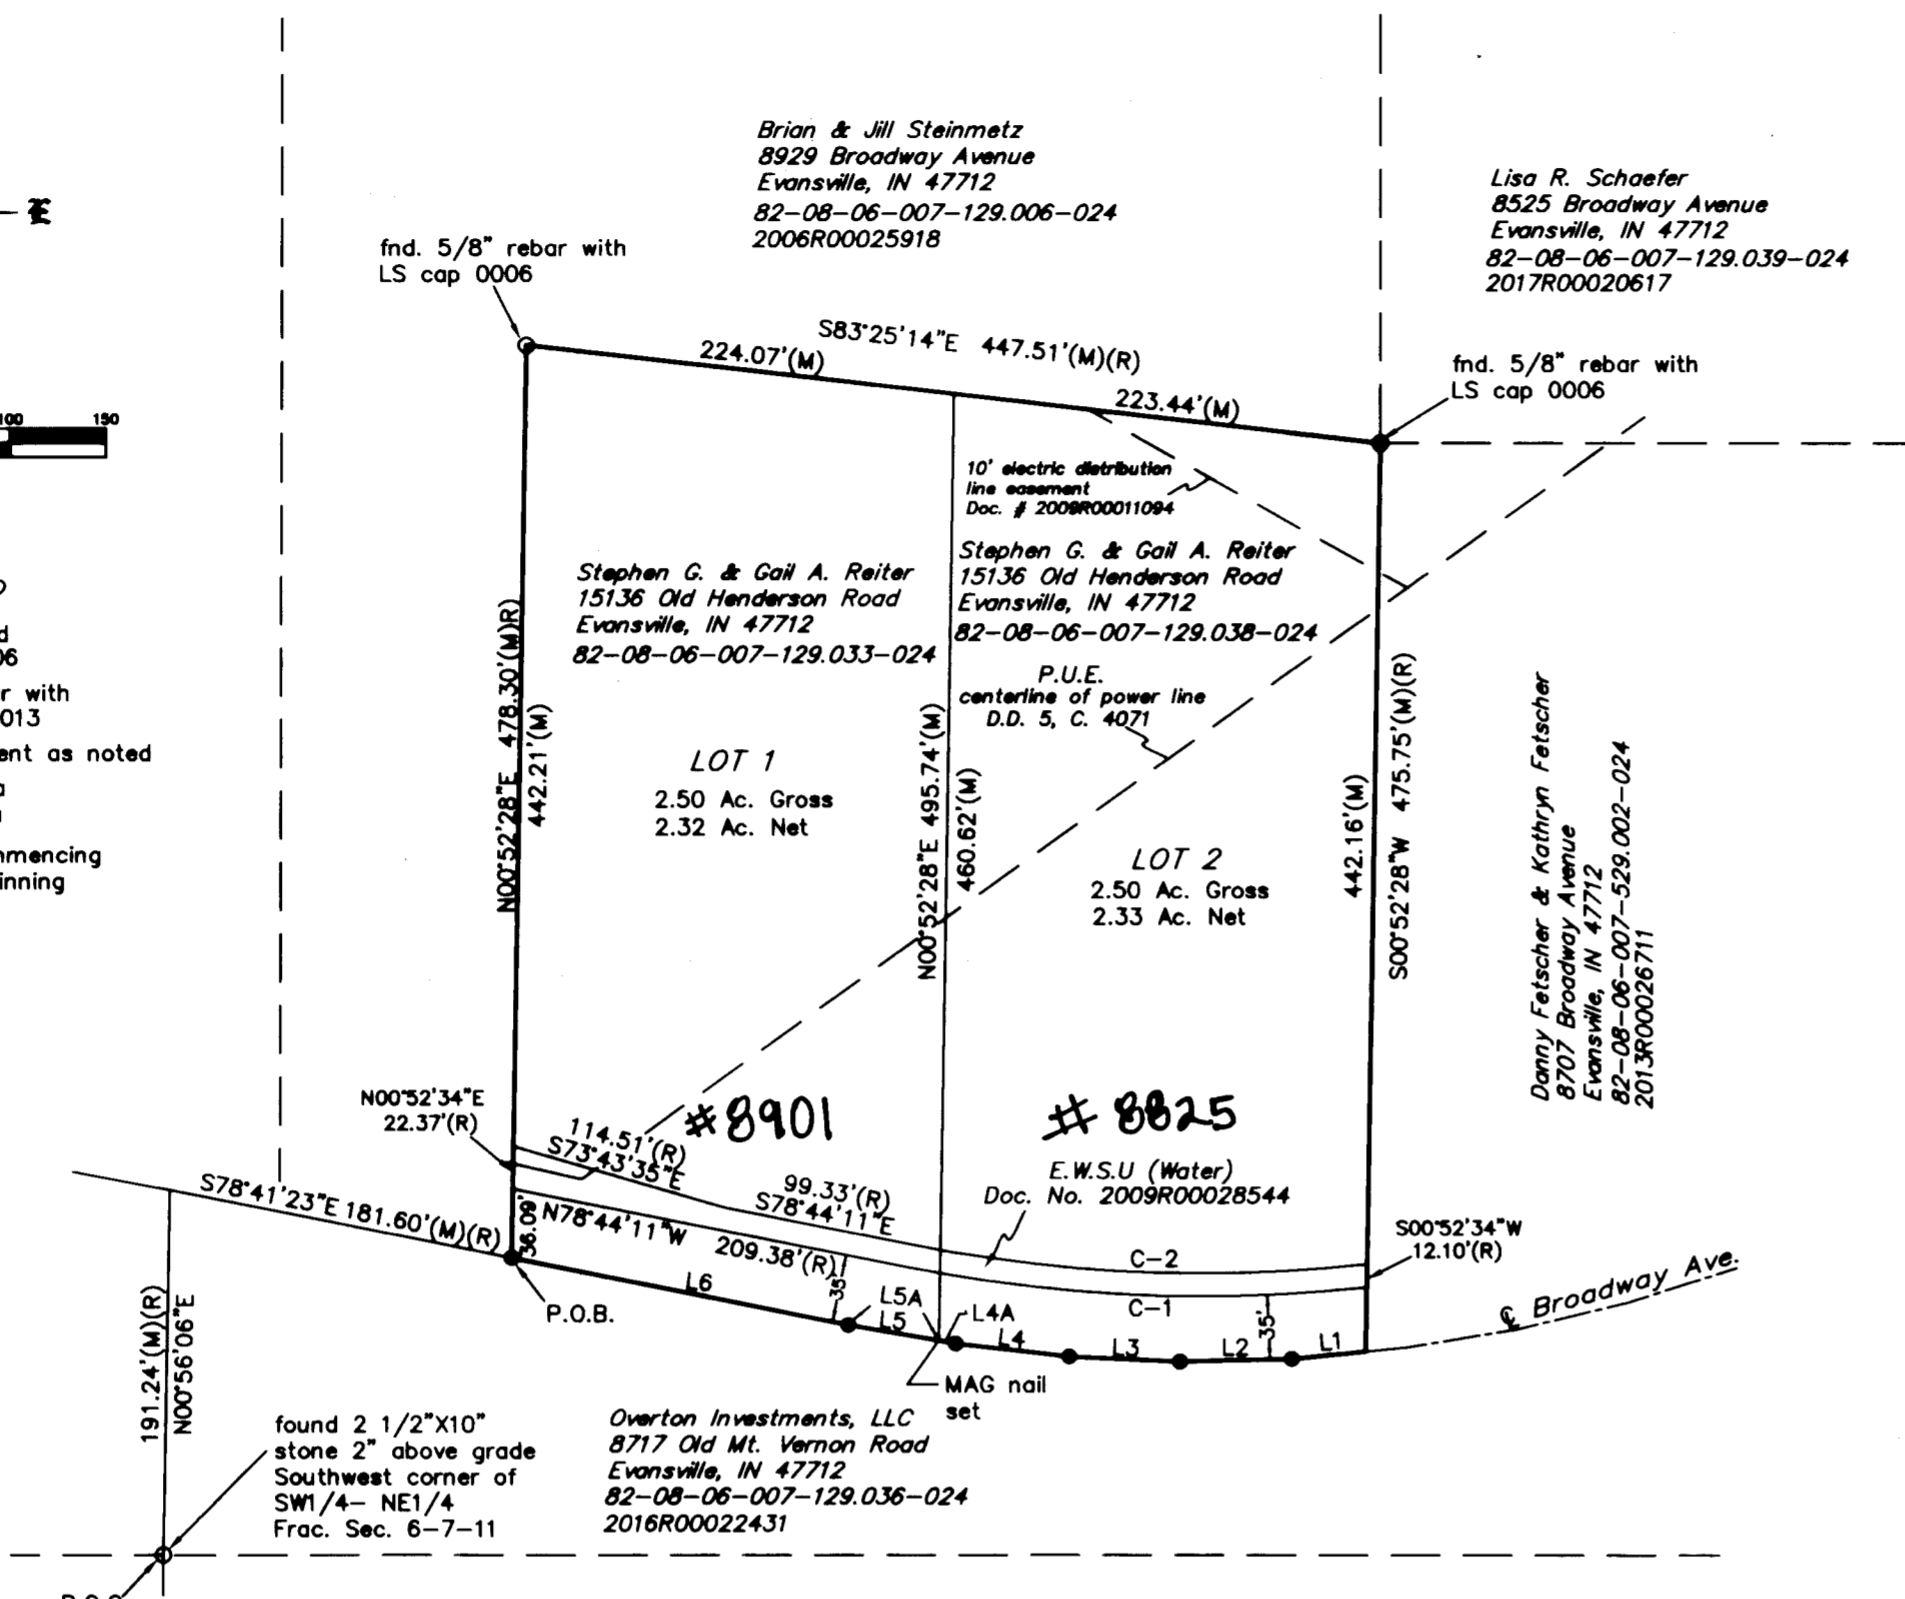 Brian & Jill Steinmetz
8929 Broadway Avenue
Evansville, IN 47712
82-08-06-007-129.006-024
2006R00025918
Lisa R. Schaefer
8525 Broadway Avenue
Evansville, IN 47712
82-08-06-007-129.039-024
2017R00020617
fnd. 5/8" rebar with
LS cap 0006
S83°25'14"E 447.51'(M)(R)
224.07'(M)
223.44'(M)
fnd. 5/8" rebar with
LS cap 0006
100 150
10' electric distribution
line easement
Doc. # 2009R00011094
Stephen G. & Gail A. Reiter
15136 Old Henderson Road
Evansville, IN 47712
82-08-06-007-129.033-024
Stephen G. & Gail A. Reiter
15136 Old Henderson Road
Evansville, IN 47712
82-08-06-007-129.038-024
P.U.E.
centerline of power line
D.D. 5, C. 4071
r with
013
ent as noted
mmencing
inning
N00°52'28"E 478.30'(M)R)
442.21'(M)
LOT 1
2.50 Ac. Gross
2.32 Ac. Net
N00°52'28"E 495.74'(M)
460.62'(M)
LOT 2
2.50 Ac. Gross
2.33 Ac. Net
442.16'(M)
S00°52'28"W 475.75'(M)(R)
Danny Fetscher & Kathryn Fetscher
8707 Broadway Avenue
Evansville, IN 47712
82-08-06-007-529.002-024
2013R00026711
N00°52'34"E
22.37'(R)
114.51'(R)
S73°43'35"E
#8901
#8825
99.33'(R)
S78°44'11"E
E.W.S.U (Water)
Doc. No. 2009R00028544
S78°41'23"E 181.60'(M)(R)
36.09'
N78°44'11"W 209.38'(R)
35'
C-2
C-1
35'
S00°52'34"W
12.10'(R)
℄ Broadway Ave.
L6
L5A
L5
L4A
L4
L3
L2
L1
P.O.B.
MAG nail
set
191.24'(M)(R)
N00°56'06"E
found 2 1/2"X10"
stone 2" above grade
Southwest corner of
SW1/4- NE1/4
Frac. Sec. 6-7-11
Overton Investments, LLC
8717 Old Mt. Vernon Road
Evansville, IN 47712
82-08-06-007-129.036-024
2016R00022431